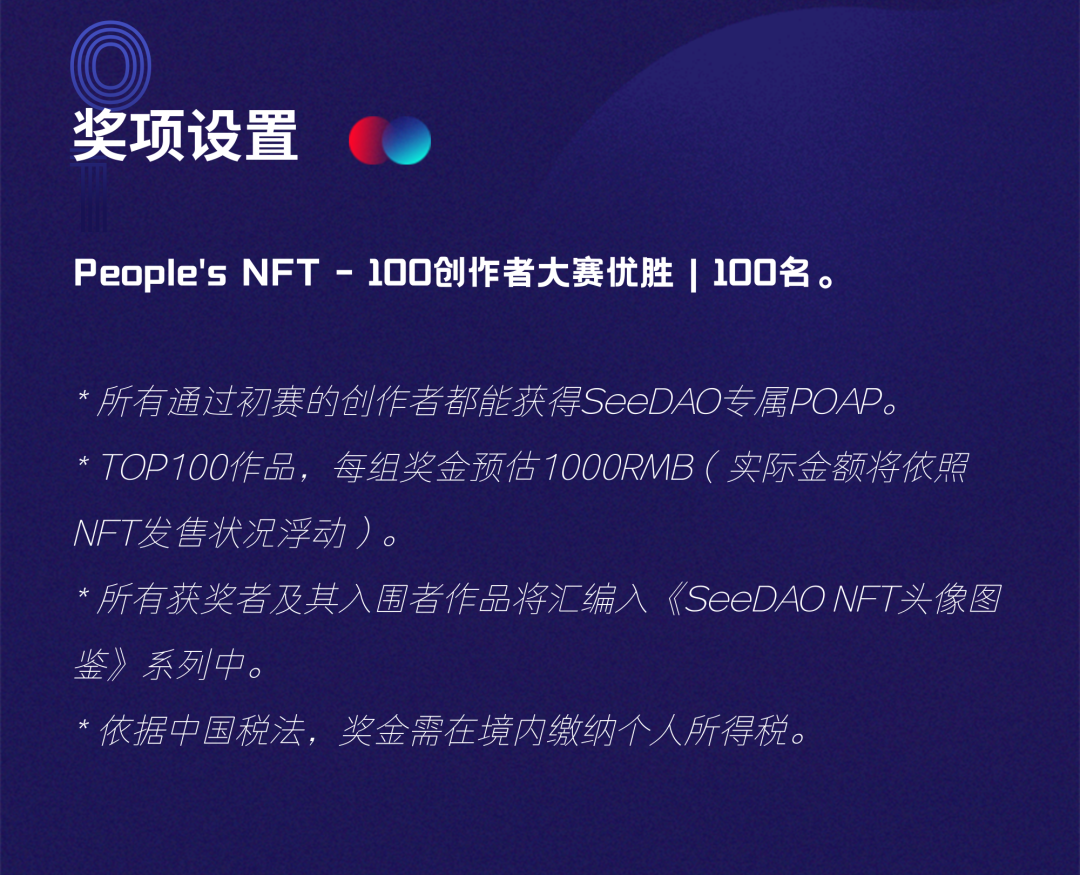 奖项设置
People's NFT - 100创作者大赛优胜 | 100名。
* 所有通过初赛的创作者都能获得SeeDAO专属POAP。
* TOP100作品，每组奖金预估1000RMB（实际金额将依照
NFT发售状况浮动）。
* 所有获奖者及其入围者作品将汇编入《SeeDAO NFT头像图
鉴》系列中。
* 依据中国税法，奖金需在境内缴纳个人所得税。